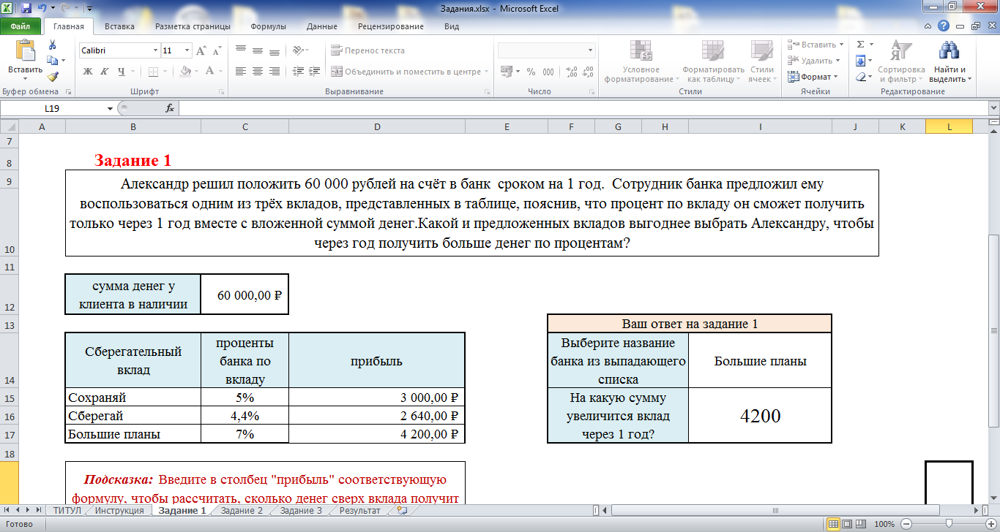 Задания.xlsx - Microsoft Excel
Файл Главная Вставка Разметка страницы Формулы Данные Рецензирование Вид
Calibri 11 Перенос текста Вставить
Вставить Ж К Ч Объединить и поместить в центре % 000 Условное форматирование Форматировать как таблицу Стили ячеек Удалить Формат Σ Сортировка и фильтр Найти и выделить
Буфер обмена Шрифт Выравнивание Число Стили Ячейки Редактирование
L19 fx
A B C D E F G H I J K L
7
8 Задание 1
9 Александр решил положить 60 000 рублей на счёт в банк сроком на 1 год. Сотрудник банка предложил ему
воспользоваться одним из трёх вкладов, представленных в таблице, пояснив, что процент по вкладу он сможет получить
только через 1 год вместе с вложенной суммой денег.Какой и предложенных вкладов выгоднее выбрать Александру, чтобы
10 через год получить больше денег по процентам?
11
сумма денег у
12 клиента в наличии 60 000,00 ₽
13 Ваш ответ на задание 1
14 Сберегательный вклад проценты банка по вкладу прибыль Выберите название банка из выпадающего списка Большие планы
15 Сохраняй 5% 3 000,00 ₽ На какую сумму
16 Сберегай 4,4% 2 640,00 ₽ увеличится вклад 4200
17 Большие планы 7% 4 200,00 ₽ через 1 год?
18
Подсказка: Введите в столбец "прибыль" соответствующую
формулу, чтобы рассчитать, сколько денег сверх вклада получит
ТИТУЛ Инструкция Задание 1 Задание 2 Задание 3 Результат
Готово 100%